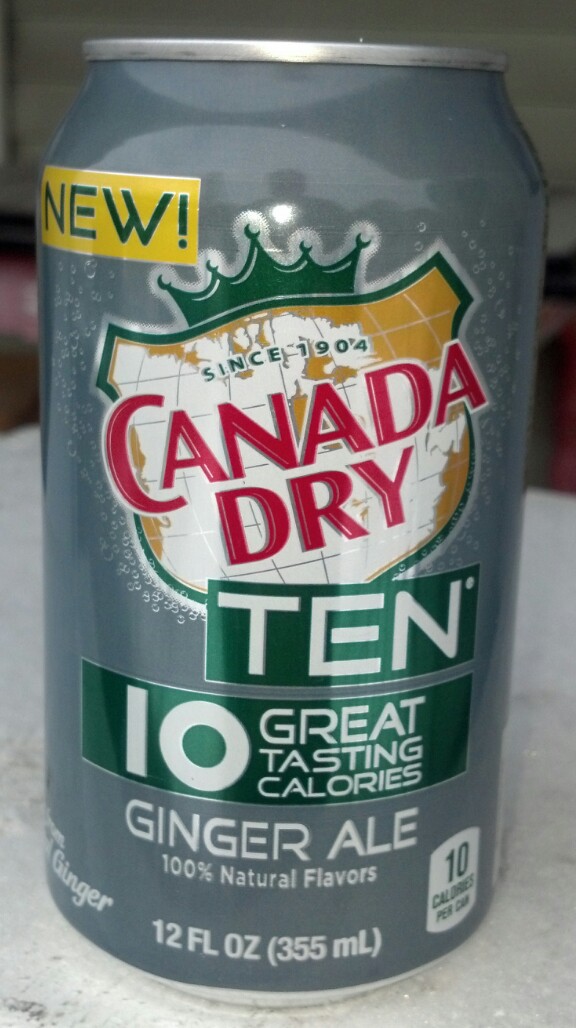 NEW!
SINCE 1904
CANADA
DRY
TEN
10 GREAT
TASTING
CALORIES
GINGER ALE
100% Natural Flavors
Ginger
10
CALORIES
PER CAN
12 FL OZ (355 mL)